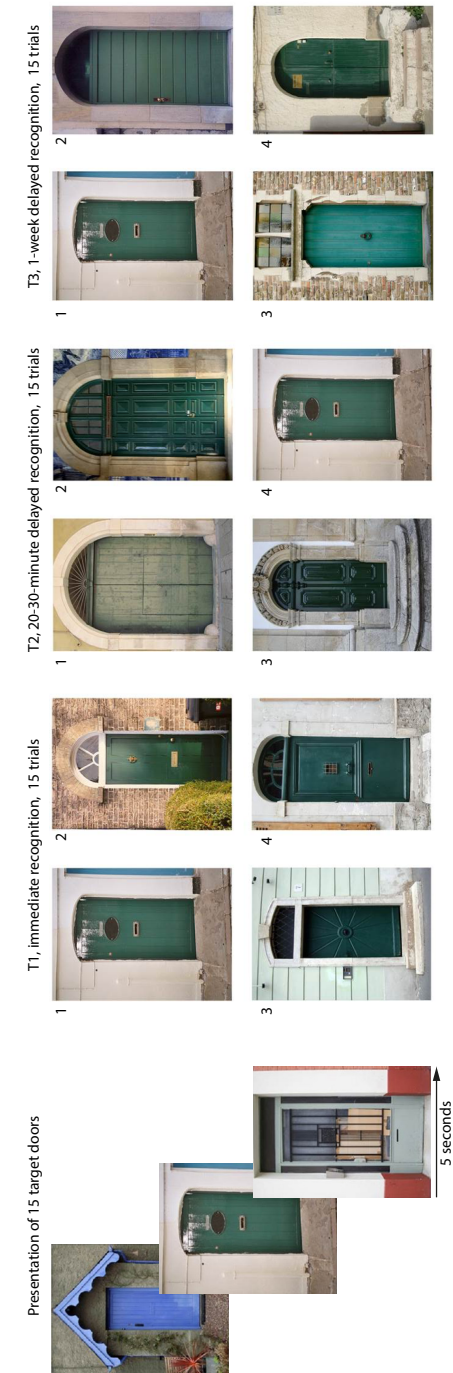 Presentation of 15 target doors
5 seconds
T1, immediate recognition, 15 trials
1
2
3
4
T2, 20-30-minute delayed recognition, 15 trials
1
2
3
4
T3, 1-week delayed recognition, 15 trials
1
2
3
4